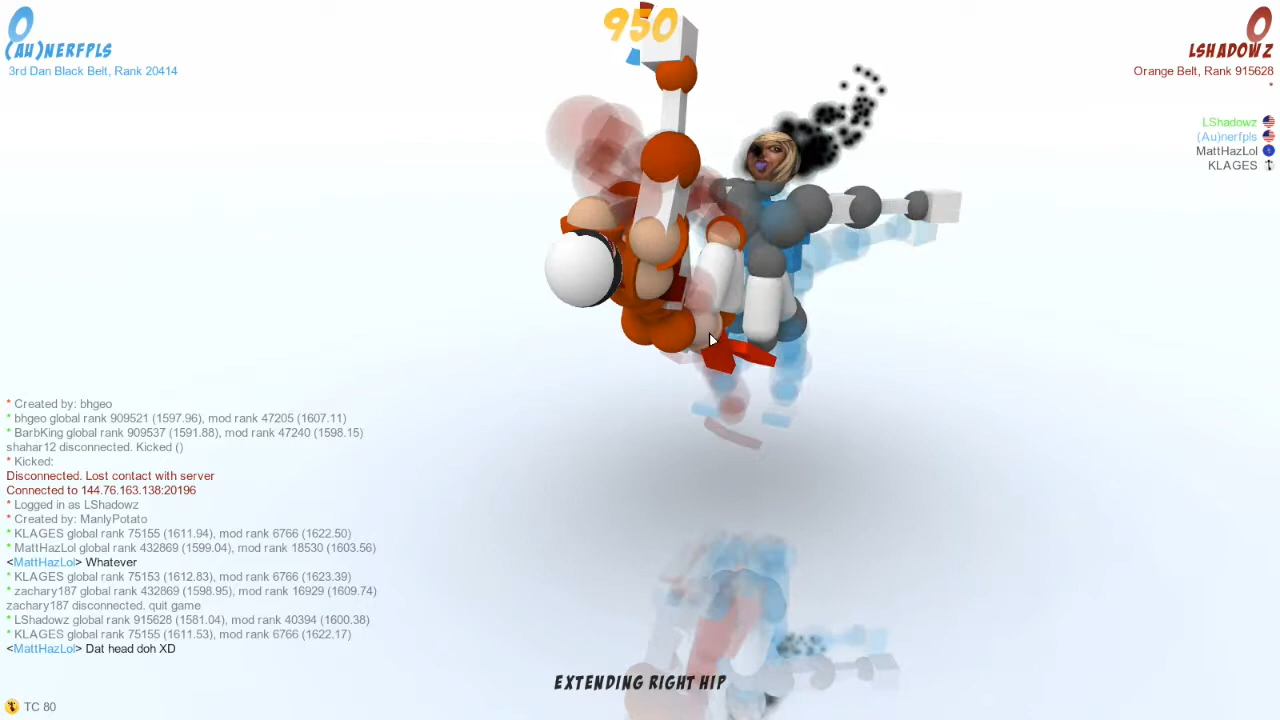 0
(AU)NERFPLS
3rd Dan Black Belt, Rank 20414
950
0
LSHADOWZ
Orange Belt, Rank 915628
*
LShadowz
(Au)nerfpls
MattHazLol
KLAGES
* Created by: bhgeo
* bhgeo global rank 909521 (1597.96), mod rank 47205 (1607.11)
* BarbKing global rank 909537 (1591.88), mod rank 47240 (1598.15)
shahar12 disconnected. Kicked ()
* Kicked:
Disconnected. Lost contact with server
Connected to 144.76.163.138:20196
* Logged in as LShadowz
* Created by: ManlyPotato
* KLAGES global rank 75155 (1611.94), mod rank 6766 (1622.50)
* MattHazLol global rank 432869 (1599.04), mod rank 18530 (1603.56)
<MattHazLol> Whatever
* KLAGES global rank 75153 (1612.83), mod rank 6766 (1623.39)
* zachary187 global rank 432869 (1598.95), mod rank 16929 (1609.74)
zachary187 disconnected. quit game
* LShadowz global rank 915628 (1581.04), mod rank 40394 (1600.38)
* KLAGES global rank 75155 (1611.53), mod rank 6766 (1622.17)
<MattHazLol> Dat head doh XD
EXTENDING RIGHT HIP
TC 80